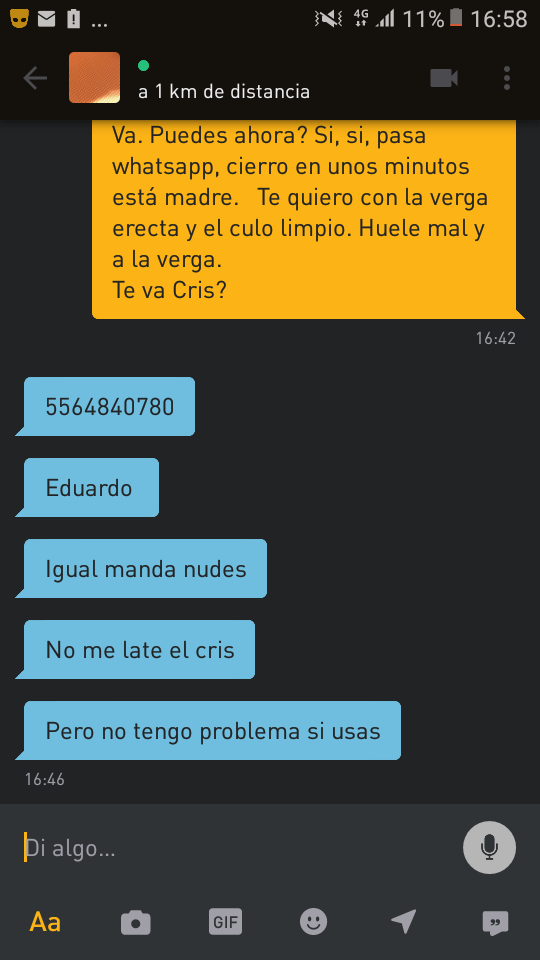 ... 4G 11% 16:58
a 1 km de distancia
Va. Puedes ahora? Si, si, pasa
whatsapp, cierro en unos minutos
está madre.   Te quiero con la verga
erecta y el culo limpio. Huele mal y
a la verga.
Te va Cris?
16:42
5564840780
Eduardo
Igual manda nudes
No me late el cris
Pero no tengo problema si usas
16:46
Di algo...
Aa GIF